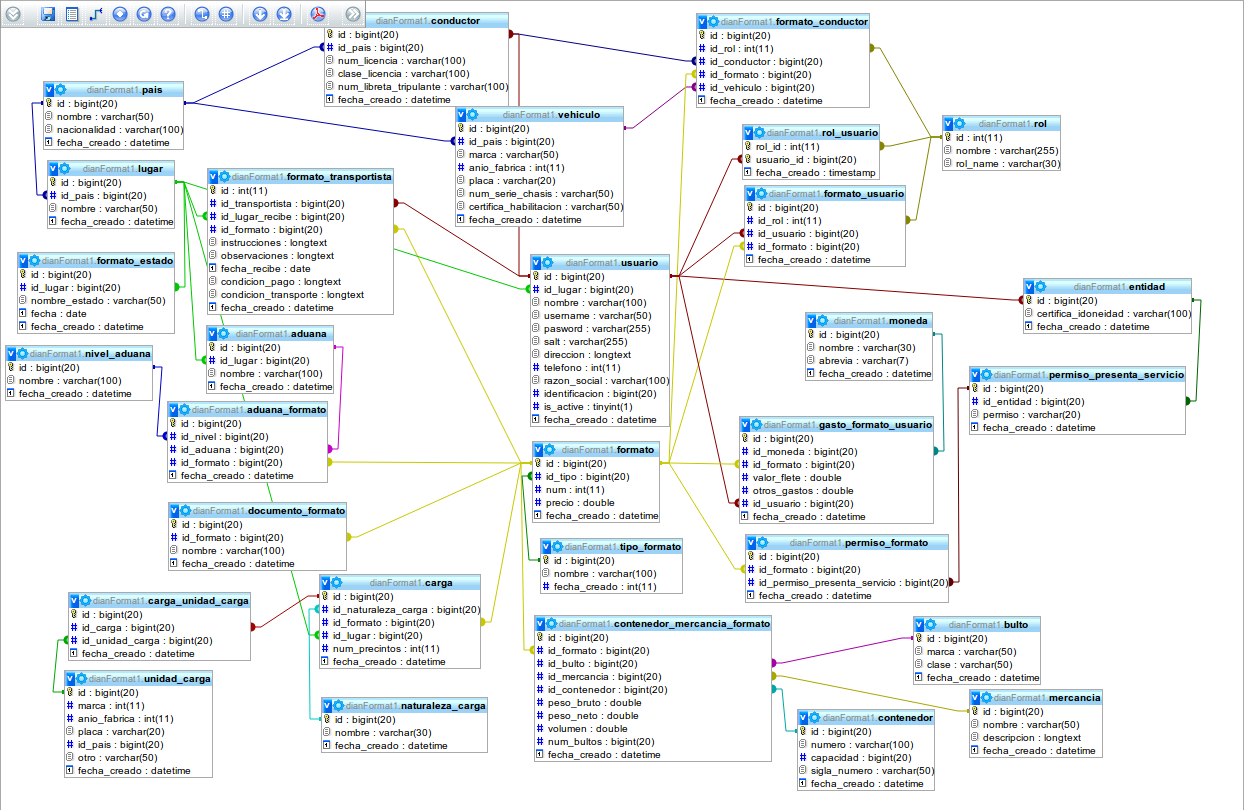 dianFormat1.conductor
id : bigint(20)
id_pais : bigint(20)
num_licencia : varchar(100)
clase_licencia : varchar(100)
num_libreta_tripulante : varchar(100)
fecha_creado : datetime
dianFormat1.formato_conductor
id : bigint(20)
id_rol : int(11)
id_conductor : bigint(20)
id_formato : bigint(20)
id_vehiculo : bigint(20)
fecha_creado : datetime
dianFormat1.pais
id : bigint(20)
nombre : varchar(50)
nacionalidad : varchar(100)
fecha_creado : datetime
dianFormat1.vehiculo
id : bigint(20)
id_pais : bigint(20)
marca : varchar(50)
anio_fabrica : int(11)
placa : varchar(20)
num_serie_chasis : varchar(50)
certifica_habilitacion : varchar(50)
fecha_creado : datetime
dianFormat1.rol_usuario
rol_id : int(11)
usuario_id : bigint(20)
fecha_creado : timestamp
dianFormat1.rol
id : int(11)
nombre : varchar(255)
rol_name : varchar(30)
dianFormat1.lugar
id : bigint(20)
id_pais : bigint(20)
nombre : varchar(50)
fecha_creado : datetime
dianFormat1.formato_transportista
id : int(11)
id_transportista : bigint(20)
id_lugar_recibe : bigint(20)
id_formato : bigint(20)
instrucciones : longtext
observaciones : longtext
fecha_recibe : date
condicion_pago : longtext
condicion_transporte : longtext
fecha_creado : datetime
dianFormat1.formato_usuario
id : bigint(20)
id_rol : int(11)
id_usuario : bigint(20)
id_formato : bigint(20)
fecha_creado : datetime
dianFormat1.formato_estado
id : bigint(20)
id_lugar : bigint(20)
nombre_estado : varchar(50)
fecha : date
fecha_creado : datetime
dianFormat1.usuario
id : bigint(20)
id_lugar : bigint(20)
nombre : varchar(100)
username : varchar(50)
pasword : varchar(255)
salt : varchar(255)
direccion : longtext
telefono : int(11)
razon_social : varchar(100)
identificacion : bigint(20)
is_active : tinyint(1)
fecha_creado : datetime
dianFormat1.entidad
id : bigint(20)
certifica_idoneidad : varchar(100)
fecha_creado : datetime
dianFormat1.moneda
id : bigint(20)
nombre : varchar(30)
abrevia : varchar(7)
fecha_creado : datetime
dianFormat1.aduana
id : bigint(20)
id_lugar : bigint(20)
nombre : varchar(100)
fecha_creado : datetime
dianFormat1.nivel_aduana
id : bigint(20)
nombre : varchar(100)
fecha_creado : datetime
dianFormat1.permiso_presenta_servicio
id : bigint(20)
id_entidad : bigint(20)
permiso : varchar(20)
fecha_creado : datetime
dianFormat1.aduana_formato
id : bigint(20)
id_nivel : bigint(20)
id_aduana : bigint(20)
id_formato : bigint(20)
fecha_creado : datetime
dianFormat1.gasto_formato_usuario
id : bigint(20)
id_moneda : bigint(20)
id_formato : bigint(20)
valor_flete : double
otros_gastos : double
id_usuario : bigint(20)
fecha_creado : datetime
dianFormat1.formato
id : bigint(20)
id_tipo : bigint(20)
num : int(11)
precio : double
fecha_creado : datetime
dianFormat1.documento_formato
id : bigint(20)
id_formato : bigint(20)
nombre : varchar(100)
fecha_creado : datetime
dianFormat1.tipo_formato
id : bigint(20)
nombre : varchar(100)
fecha_creado : int(11)
dianFormat1.permiso_formato
id : bigint(20)
id_formato : bigint(20)
id_permiso_presenta_servicio : bigint(20)
fecha_creado : datetime
dianFormat1.carga
id : bigint(20)
id_naturaleza_carga : bigint(20)
id_formato : bigint(20)
id_lugar : bigint(20)
num_precintos : int(11)
fecha_creado : datetime
dianFormat1.carga_unidad_carga
id : bigint(20)
id_carga : bigint(20)
id_unidad_carga : bigint(20)
fecha_creado : datetime
dianFormat1.contenedor_mercancia_formato
id : bigint(20)
id_formato : bigint(20)
id_bulto : bigint(20)
id_mercancia : bigint(20)
id_contenedor : bigint(20)
peso_bruto : double
peso_neto : double
volumen : double
num_bultos : bigint(20)
fecha_creado : datetime
dianFormat1.bulto
id : bigint(20)
marca : varchar(50)
clase : varchar(50)
fecha_creado : datetime
dianFormat1.unidad_carga
id : bigint(20)
marca : int(11)
anio_fabrica : int(11)
placa : varchar(20)
id_pais : bigint(20)
otro : varchar(50)
fecha_creado : datetime
dianFormat1.naturaleza_carga
id : bigint(20)
nombre : varchar(30)
fecha_creado : datetime
dianFormat1.mercancia
id : bigint(20)
nombre : varchar(50)
descripcion : longtext
fecha_creado : datetime
dianFormat1.contenedor
id : bigint(20)
numero : varchar(100)
capacidad : bigint(20)
sigla_numero : varchar(50)
fecha_creado : datetime